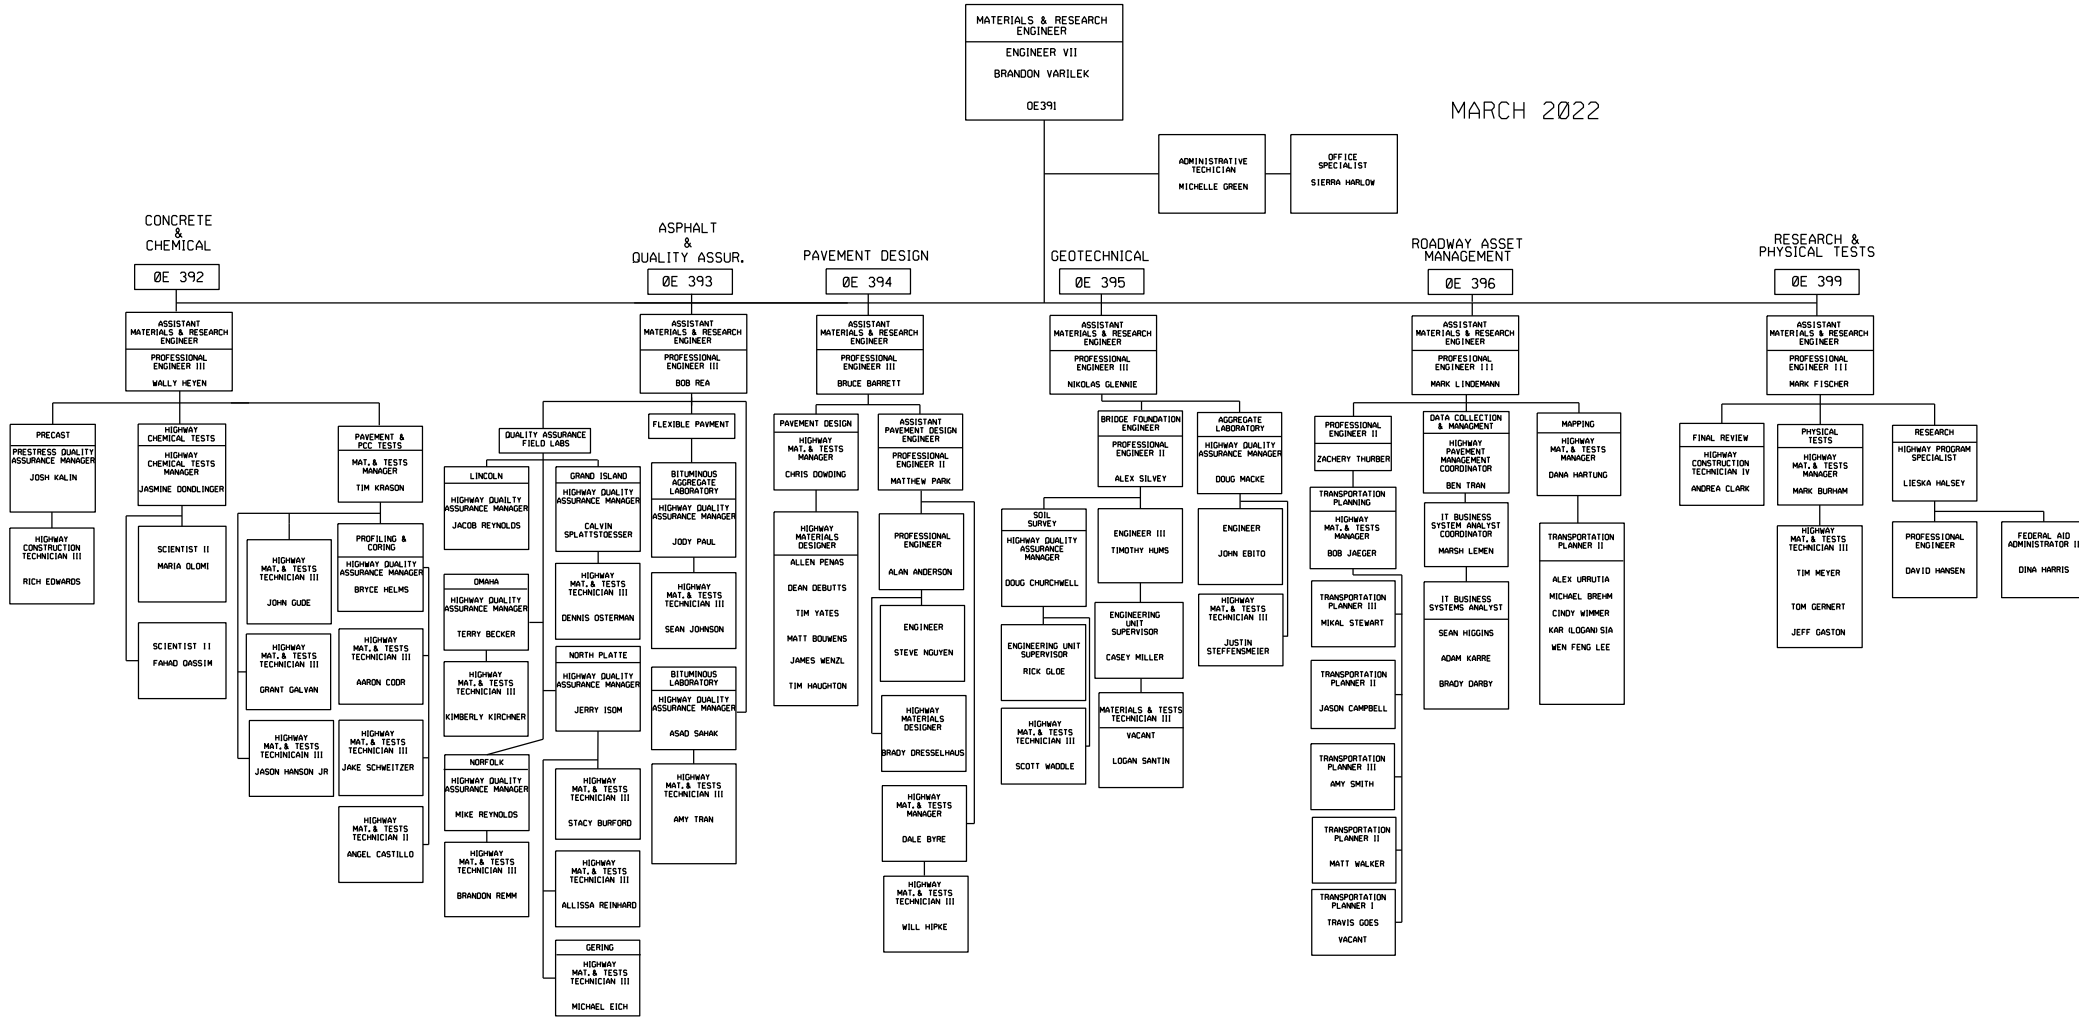 MATERIALS & RESEARCH
ENGINEER
ENGINEER VII
BRANDON VARILEK
OE391
MARCH 2022
ADMINISTRATIVE
TECHICIAN
MICHELLE GREEN
OFFICE
SPECIALIST
SIERRA HARLOW
CONCRETE
&
CHEMICAL
ØE 392
ASSISTANT
MATERIALS & RESEARCH
ENGINEER
PROFESSIONAL
ENGINEER III
WALLY HEYEN
PRECAST
PRESTRESS QUALITY
ASSURANCE MANAGER
JOSH KALIN
HIGHWAY
CONSTRUCTION
TECHNICIAN III
RICH EDWARDS
HIGHWAY
CHEMICAL TESTS
HIGHWAY
CHEMICAL TESTS
MANAGER
JASMINE DONDLINGER
SCIENTIST II
MARIA OLOMI
SCIENTIST II
FAHAD QASSIM
PAVEMENT &
PCC TESTS
MAT. & TESTS
MANAGER
TIM KRASON
HIGHWAY
MAT. & TESTS
TECHNICIAN III
JOHN GUDE
HIGHWAY
MAT. & TESTS
TECHNICIAN III
GRANT GALVAN
HIGHWAY
MAT. & TESTS
TECHINICAIN III
JASON HANSON JR
PROFILING &
CORING
HIGHWAY QUALITY
ASSURANCE MANAGER
BRYCE HELMS
HIGHWAY
MAT. & TESTS
TECHNICIAN III
AARON CODR
HIGHWAY
MAT. & TESTS
TECHNICIAN III
JAKE SCHWEITZER
HIGHWAY
MAT. & TESTS
TECHNICIAN II
ANGEL CASTILLO
ASPHALT
&
QUALITY ASSUR.
ØE 393
ASSISTANT
MATERIALS & RESEARCH
ENGINEER
PROFESSIONAL
ENGINEER III
BOB REA
QUALITY ASSURANCE
FIELD LABS
LINCOLN
HIGHWAY QUAILTY
ASSURANCE MANAGER
JACOB REYNOLDS
OMAHA
HIGHWAY QUALITY
ASSURANCE MANAGER
TERRY BECKER
HIGHWAY
MAT. & TESTS
TECHNICIAN III
KIMBERLY KIRCHNER
NORFOLK
HIGHWAY QUALITY
ASSURANCE MANAGER
MIKE REYNOLDS
HIGHWAY
MAT. & TESTS
TECHNICIAN III
BRANDON REMM
GRAND ISLAND
HIGHWAY QUALITY
ASSURANCE MANAGER
CALVIN
SPLATTSTOESSER
HIGHWAY
MAT. & TESTS
TECHNICIAN III
DENNIS OSTERMAN
NORTH PLATTE
HIGHWAY QUALITY
ASSURANCE MANAGER
JERRY ISOM
HIGHWAY
MAT. & TESTS
TECHNICIAN III
STACY BURFORD
HIGHWAY
MAT. & TESTS
TECHNICIAN III
ALLISSA REINHARD
GERING
HIGHWAY
MAT. & TESTS
TECHNICIAN III
MICHAEL EICH
FLEXIBLE PAVMENT
BITUMINOUS
AGGREGATE
LABORATORY
HIGHWAY QUALITY
ASSURANCE MANAGER
JODY PAUL
HIGHWAY
MAT. & TESTS
TECHNICIAN III
SEAN JOHNSON
BITUMINOUS
LABORATORY
HIGHWAY QUALITY
ASSURANCE MANAGER
ASAD SAHAK
HIGHWAY
MAT. & TESTS
TECHNICIAN III
AMY TRAN
PAVEMENT DESIGN
ØE 394
ASSISTANT
MATERIALS & RESEARCH
ENGINEER
PROFESSIONAL
ENGINEER III
BRUCE BARRETT
PAVEMENT DESIGN
HIGHWAY
MAT. & TESTS
MANAGER
CHRIS DOWDING
HIGHWAY
MATERIALS
DESIGNER
ALLEN PENAS
DEAN DEBUTTS
TIM YATES
MATT BOUWENS
JAMES WENZL
TIM HAUGHTON
ASSISTANT
PAVEMENT DESIGN
ENGINEER
PROFESSIONAL
ENGINEER II
MATTHEW PARK
PROFESSIONAL
ENGINEER
ALAN ANDERSON
ENGINEER
STEVE NGUYEN
HIGHWAY
MATERIALS
DESIGNER
BRADY DRESSELHAUS
HIGHWAY
MAT. & TESTS
MANAGER
DALE BYRE
HIGHWAY
MAT. & TESTS
TECHNICIAN III
WILL HIPKE
GEOTECHNICAL
ØE 395
ASSISTANT
MATERIALS & RESEARCH
ENGINEER
PROFESSIONAL
ENGINEER III
NIKOLAS GLENNIE
SOIL
SURVEY
HIGHWAY QUALITY
ASSURANCE
MANAGER
DOUG CHURCHWELL
ENGINEERING UNIT
SUPERVISOR
RICK GLOE
HIGHWAY
MAT. & TESTS
TECHNICIAN III
SCOTT WADDLE
BRIDGE FOUNDATION
ENGINEER
PROFESSIONAL
ENGINEER II
ALEX SILVEY
ENGINEER III
TIMOTHY HUMS
ENGINEERING
UNIT
SUPERVISOR
CASEY MILLER
MATERIALS & TESTS
TECHNICIAN III
VACANT
LOGAN SANTIN
AGGREGATE
LABORATORY
HIGHWAY QUALITY
ASSURANCE MANAGER
DOUG MACKE
ENGINEER
JOHN EBITO
HIGHWAY
MAT. & TESTS
TECHNICIAN III
JUSTIN
STEFFENSMEIER
ROADWAY ASSET
MANAGEMENT
ØE 396
ASSISTANT
MATERIALS & RESEARCH
ENGINEER
PROFESIONAL
ENGINEER III
MARK LINDEMANN
PROFESSIONAL
ENGINEER II
ZACHERY THURBER
TRANSPORTATION
PLANNING
HIGHWAY
MAT. & TESTS
MANAGER
BOB JAEGER
TRANSPORTATION
PLANNER III
MIKAL STEWART
TRANSPORTATION
PLANNER II
JASON CAMPBELL
TRANSPORTATION
PLANNER III
AMY SMITH
TRANSPORTATION
PLANNER II
MATT WALKER
TRANSPORTATION
PLANNER I
TRAVIS GOES
VACANT
DATA COLLECTION
& MANAGMENT
HIGHWAY
PAVEMENT
MANAGEMENT
COORDINATOR
BEN TRAN
IT BUSINESS
SYSTEM ANALYST
COORDINATOR
MARSH LEMEN
IT BUSINESS
SYSTEMS ANALYST
SEAN HIGGINS
ADAM KARRE
BRADY DARBY
MAPPING
HIGHWAY
MAT. & TESTS
MANAGER
DANA HARTUNG
TRANSPORTATION
PLANNER II
ALEX URRUTIA
MICHAEL BREHM
CINDY WIMMER
KAR (LOGAN) SIA
WEN FENG LEE
RESEARCH &
PHYSICAL TESTS
ØE 399
ASSISTANT
MATERIALS & RESEARCH
ENGINEER
PROFESSIONAL
ENGINEER III
MARK FISCHER
FINAL REVIEW
HIGHWAY
CONSTRUCTION
TECHNICIAN IV
ANDREA CLARK
PHYSICAL
TESTS
HIGHWAY
MAT. & TESTS
MANAGER
MARK BURHAM
HIGHWAY
MAT. & TESTS
TECHNICIAN III
TIM MEYER
TOM GERNERT
JEFF GASTON
RESEARCH
HIGHWAY PROGRAM
SPECIALIST
LIESKA HALSEY
PROFESSIONAL
ENGINEER
DAVID HANSEN
FEDERAL AID
ADMINISTRATOR II
DINA HARRIS